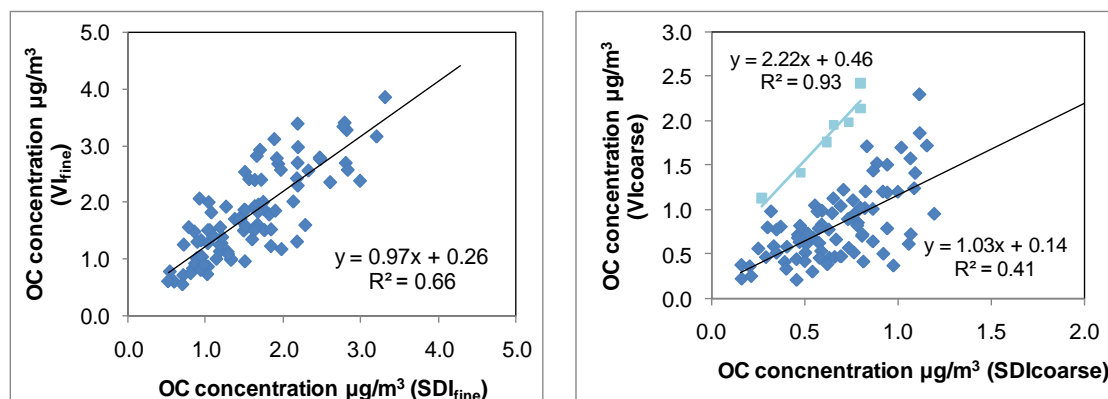 5.0
4.0
3.0
2.0
1.0
0.0
OC concentration µg/m³
(VIfine)
y = 0.97x + 0.26
R² = 0.66
0.0 1.0 2.0 3.0 4.0 5.0
OC concentration µg/m³ (SDIfine)
3.0
2.5
2.0
1.5
1.0
0.5
0.0
OC concentration µg/m³
(VIcoarse)
y = 2.22x + 0.46
R² = 0.93
y = 1.03x + 0.14
R² = 0.41
0.0 0.5 1.0 1.5 2.0
OC concnentration µg/m³ (SDIcoarse)